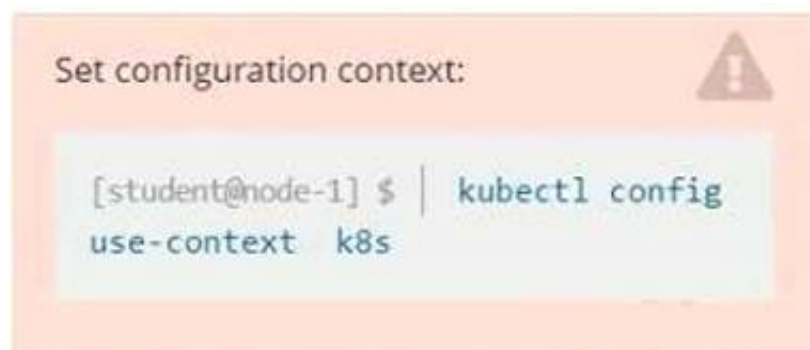 Set configuration context:
[student@node-1] $ | kubectl config
use-context k8s